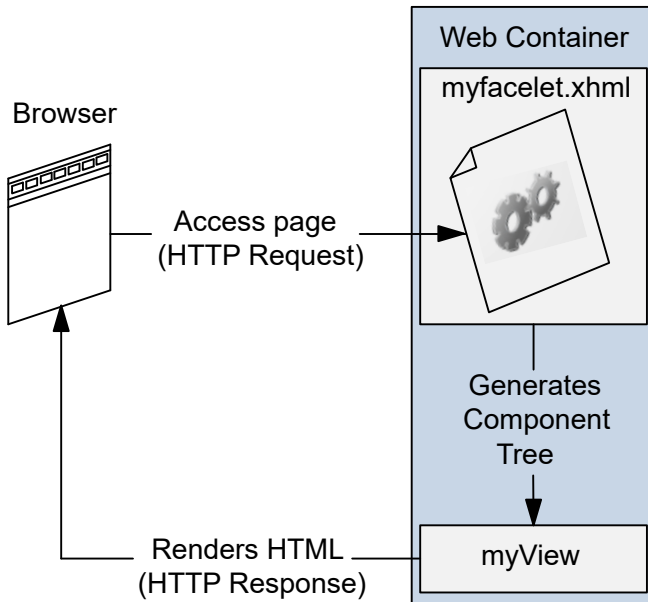 Web Container
myfacelet.xhml
Browser
Access page
(HTTP Request)
Generates
Component
Tree
Renders HTML
(HTTP Response)
myView